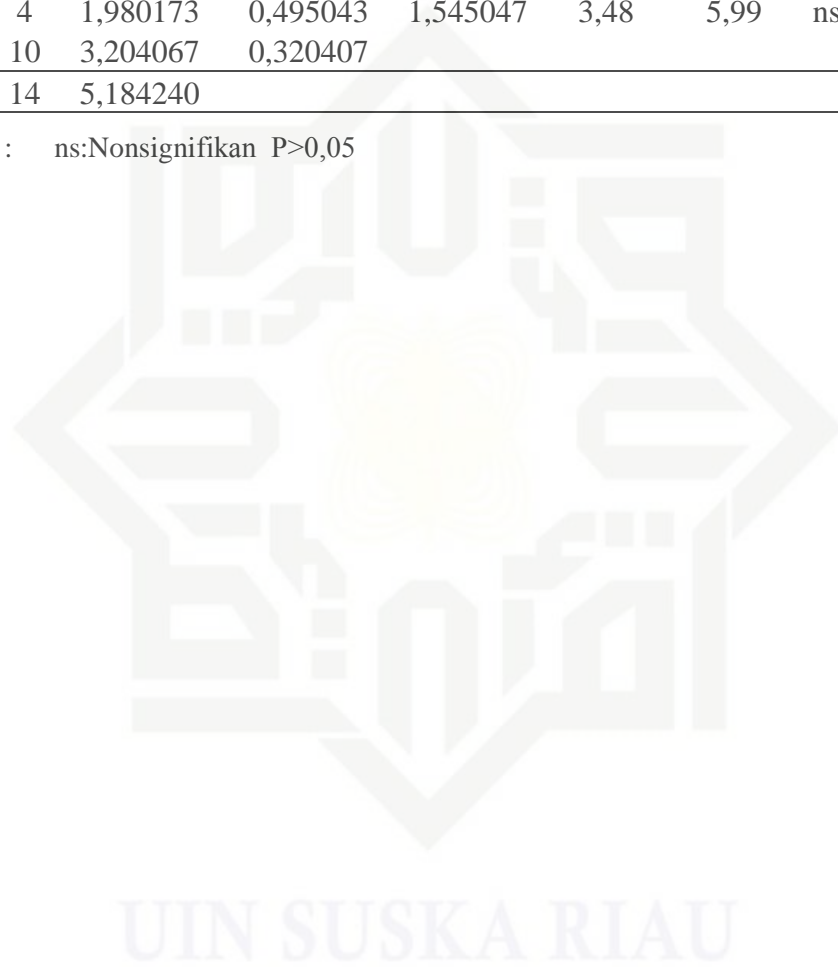 4 1,980173 0,495043 1,545047 3,48 5,99 ns
10 3,204067 0,320407
14 5,184240
: ns:Nonsignifikan P>0,05
UIN SUSKA RIAU